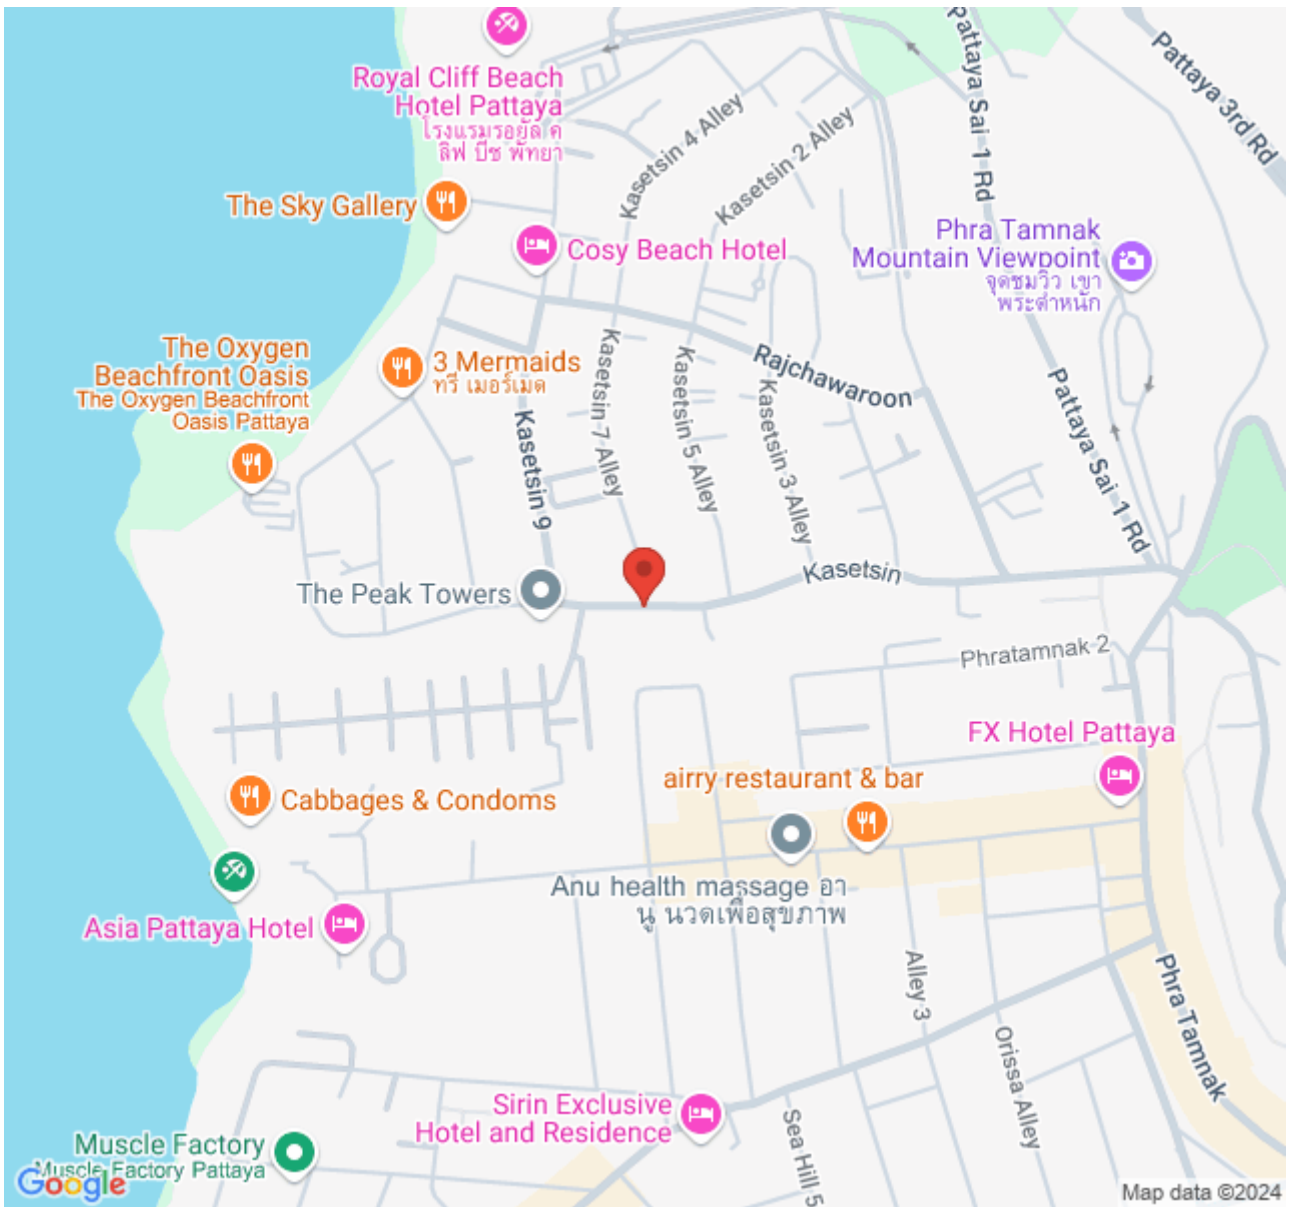 Royal Cliff Beach
Hotel Pattaya
โรงแรมรอยัล ค
ลิฟ บีช พัทยา
Pattaya Sai 1 Rd
Pattaya 3rd Rd
Kasetsin 4 Alley
Kasetsin 2 Alley
The Sky Gallery
Cosy Beach Hotel
Phra Tamnak
Mountain Viewpoint
จุดชมวิว เขา
พระตำหนัก
The Oxygen
Beachfront Oasis
The Oxygen Beachfront
Oasis Pattaya
3 Mermaids
ทรี เมอร์เมด
Rajchawaroon
Kasetsin 9
Kasetsin 7 Alley
Kasetsin 5 Alley
Kasetsin 3 Alley
Pattaya Sai 1 Rd
Kasetsin
The Peak Towers
Phratamnak 2
FX Hotel Pattaya
airry restaurant & bar
Cabbages & Condoms
Anu health massage อา
นู นวดเพื่อสุขภาพ
Asia Pattaya Hotel
Alley 3
Phra Tamnak
Orissa Alley
Sirin Exclusive
Hotel and Residence
Sea Hill 5
Muscle Factory
Muscle Factory Pattaya
Google
Map data ©2024